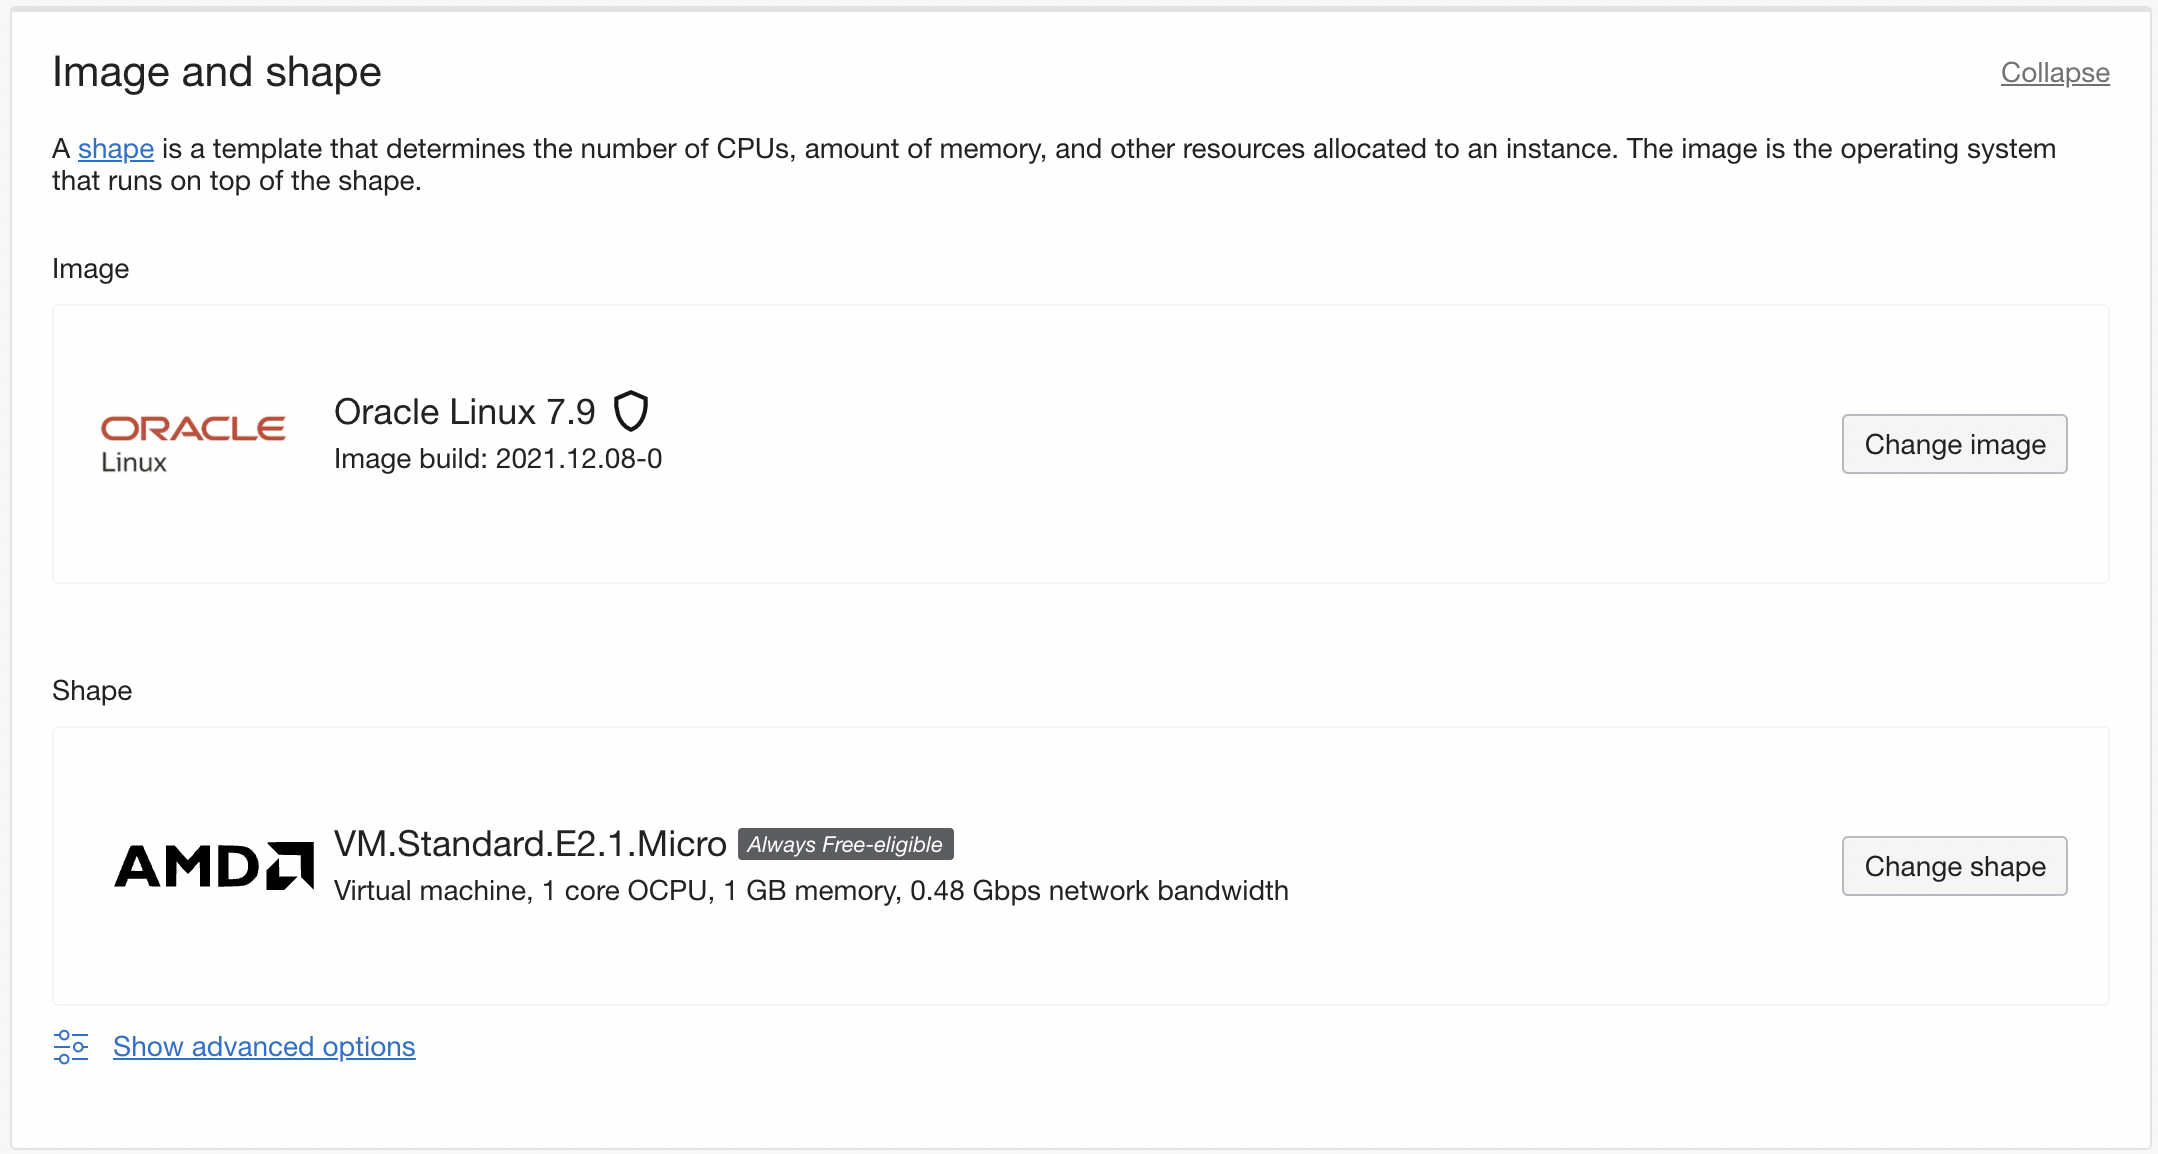 Image and shape
Collapse
A shape is a template that determines the number of CPUs, amount of memory, and other resources allocated to an instance. The image is the operating system
that runs on top of the shape.
Image
ORACLE
Linux
Oracle Linux 7.9
Image build: 2021.12.08-0
Change image
Shape
AMD
VM.Standard.E2.1.Micro Always Free-eligible
Virtual machine, 1 core OCPU, 1 GB memory, 0.48 Gbps network bandwidth
Change shape
Show advanced options